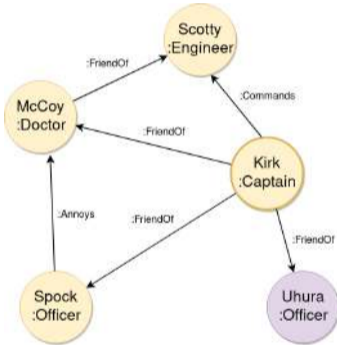 Scotty
:Engineer
:FriendOf
McCoy
:Doctor
:Commands
:FriendOf
Kirk
:Captain
:Annoys
:FriendOf
:FriendOf
Spock
:Officer
Uhura
:Officer